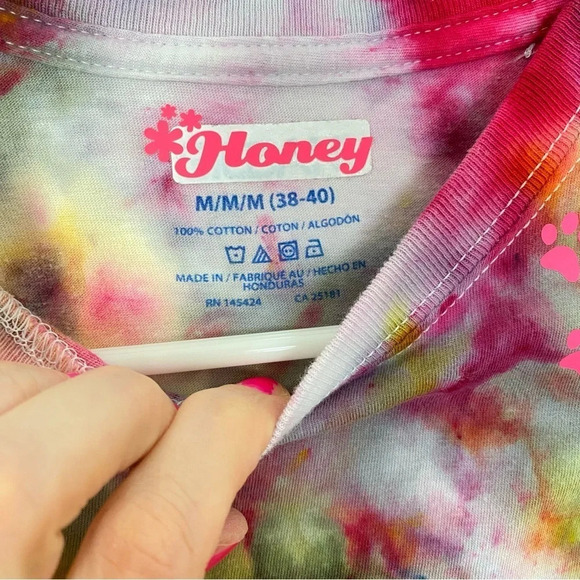 Honey
M/M/M (38-40)
100% COTTON / COTON / ALGODÓN
MADE IN / FABRIQUÉ AU / HECHO EN
HONDURAS
RN 145424 CA 25181